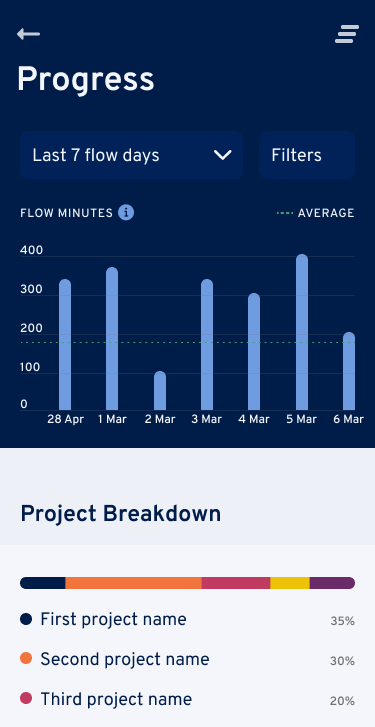 Progress
Last 7 flow days
Filters
FLOW MINUTES i
AVERAGE
400
300
200
100
0
28 Apr 1 Mar 2 Mar 3 Mar 4 Mar 5 Mar 6 Mar
Project Breakdown
First project name 35%
Second project name 30%
Third project name 20%